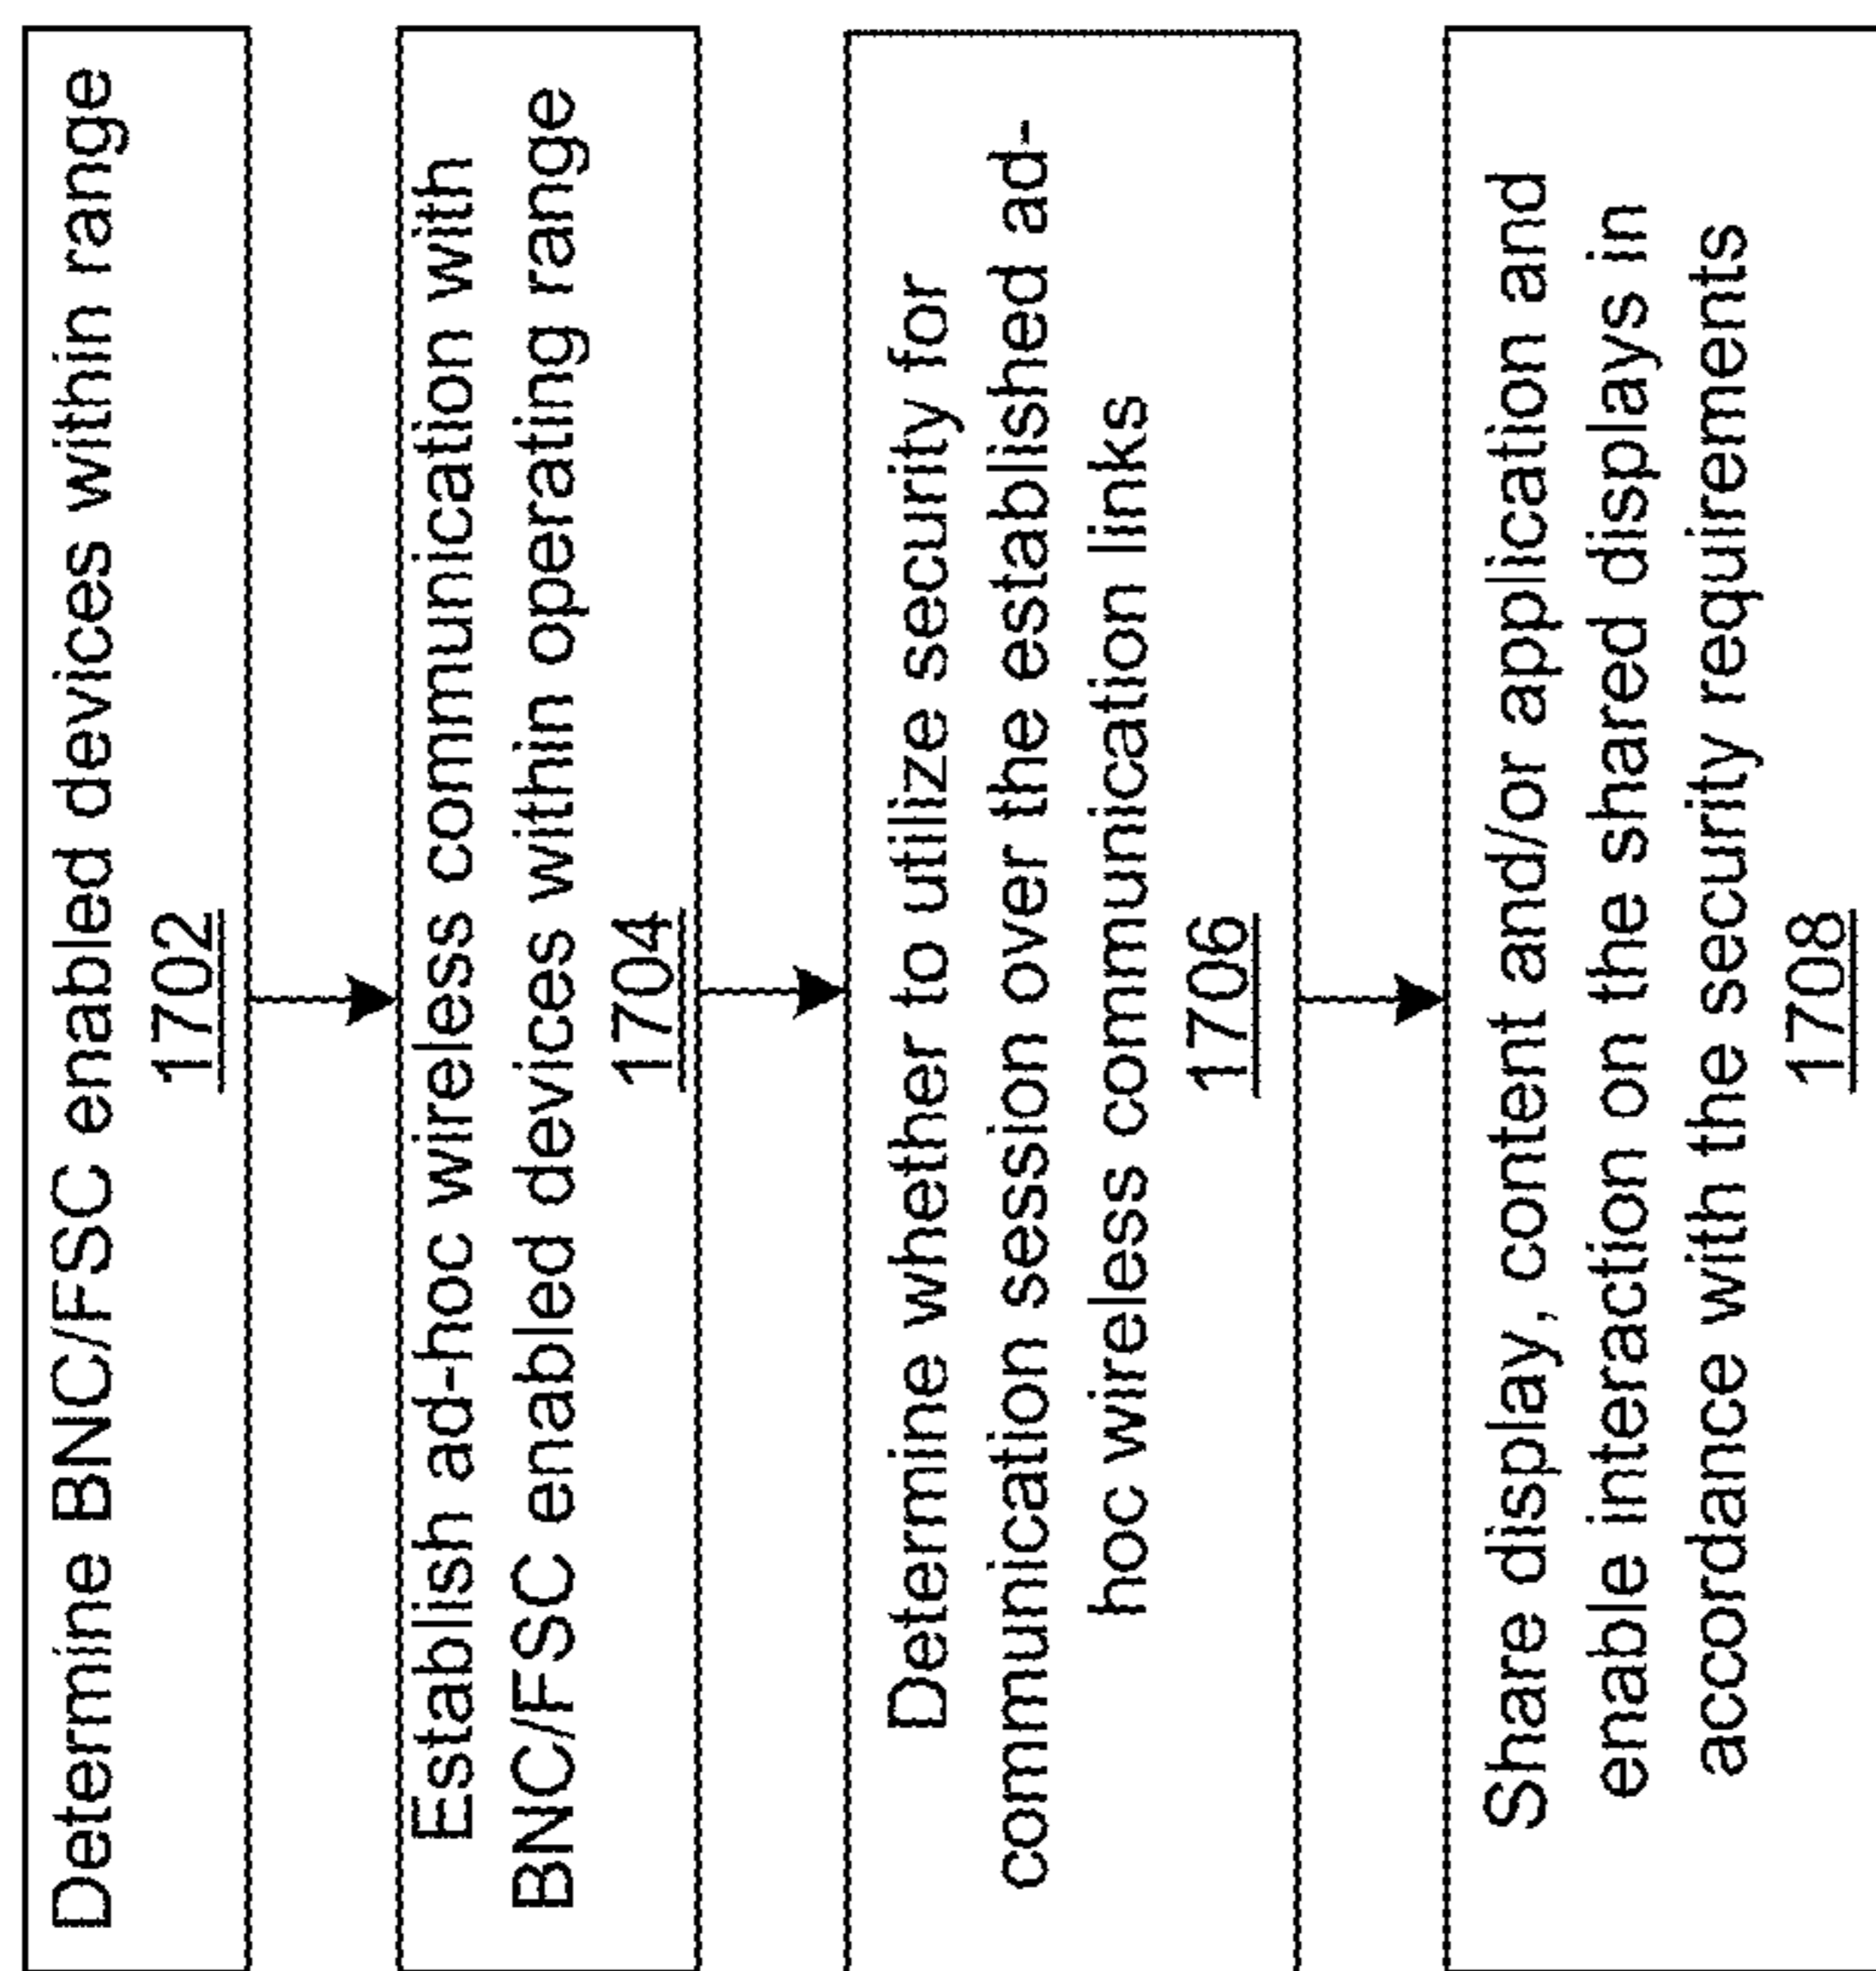 Determine BNC/FSC enabled devices within range
1702
Establish ad-hoc wireless communication with
BNC/FSC enabled devices within operating range
1704
Determine whether to utilize security for
communication session over the established ad-
hoc wireless communication links
1706
Share display, content and/or application and
enable interaction on the shared displays in
accordance with the security requirements
1708